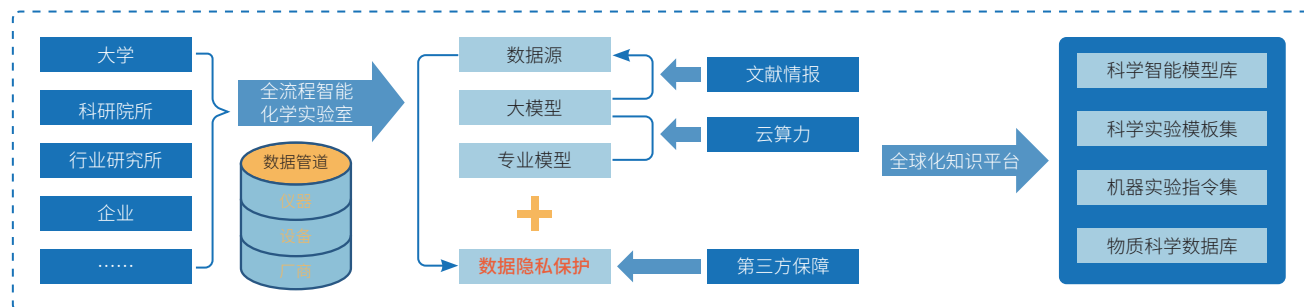 大学
科研院所
行业研究所
企业
……
全流程智能
化学实验室
数据管道
仪器
设备
厂商
数据源
大模型
专业模型
数据隐私保护
文献情报
云算力
第三方保障
全球化知识平台
科学智能模型库
科学实验模板集
机器实验指令集
物质科学数据库